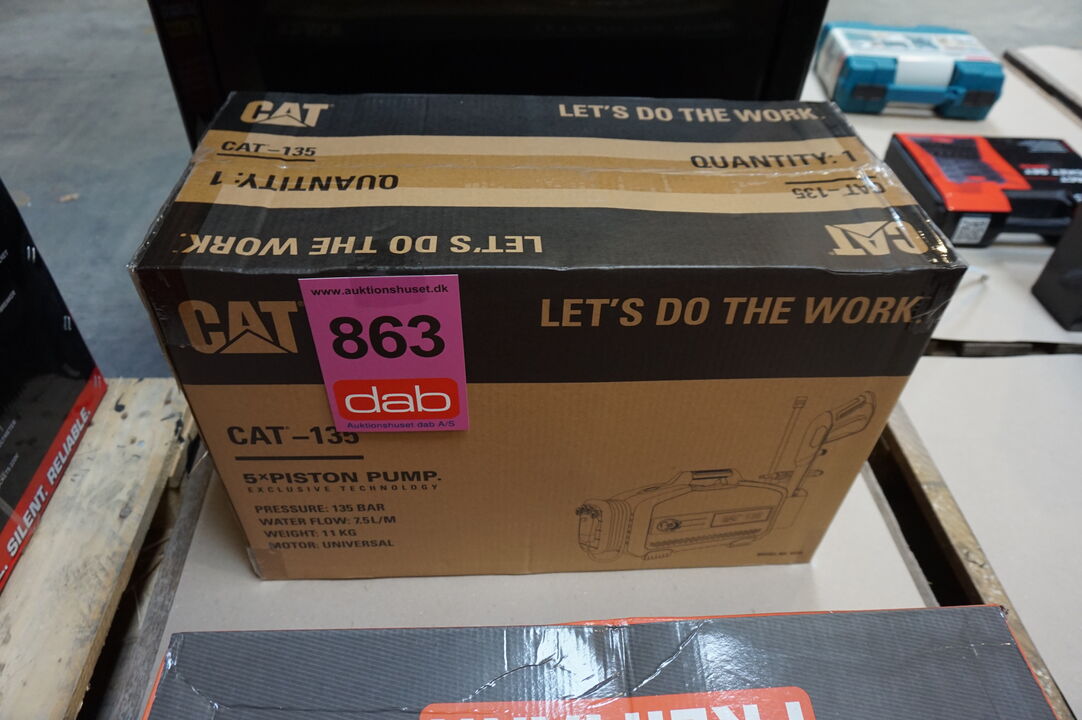 CAT
LET'S DO THE WORK.
CAT-135
QUANTITY: 1
QUANTITY: 1
CAT-135
LET'S DO THE WORK.
CAT
CAT
LET'S DO THE WORK.
www.auktionshuset.dk
863
dab
Auktionshuset dab A/S
CAT-135
5xPISTON PUMP.
EXCLUSIVE TECHNOLOGY
PRESSURE: 135 BAR
WATER FLOW: 7.5L/M
WEIGHT: 11 KG
MOTOR: UNIVERSAL
SILENT. RELIABLE.